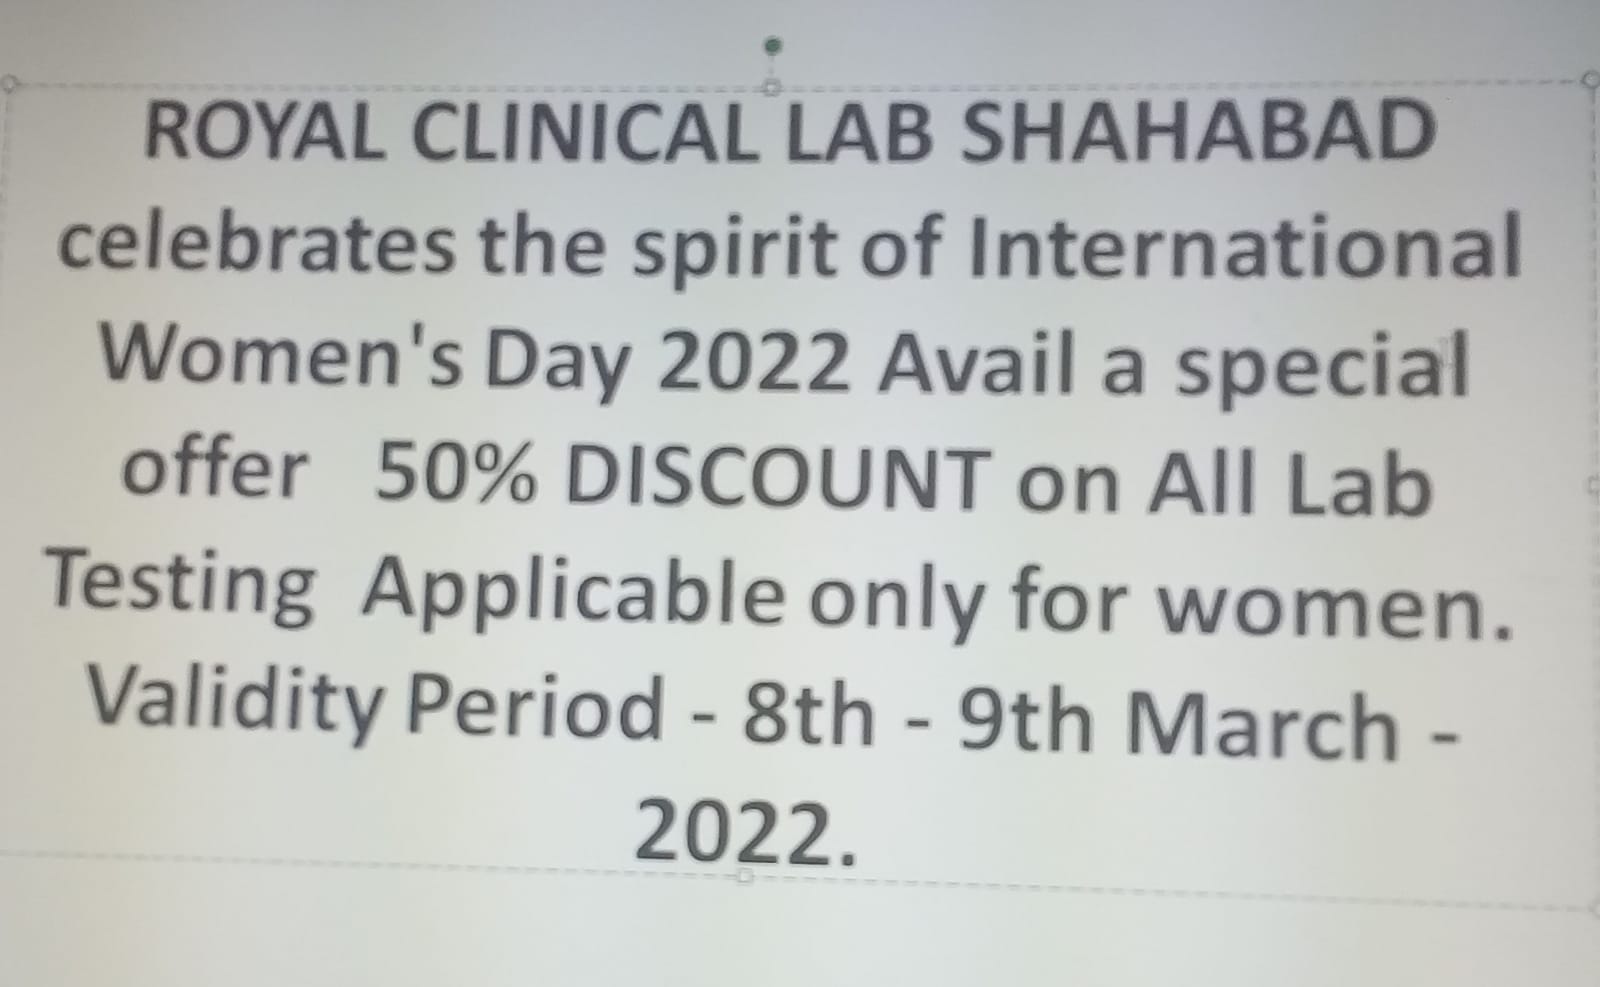 ROYAL CLINICAL LAB SHAHABAD
celebrates the spirit of International
Women's Day 2022 Avail a special
offer 50% DISCOUNT on All Lab
Testing Applicable only for women.
Validity Period - 8th - 9th March -
2022.